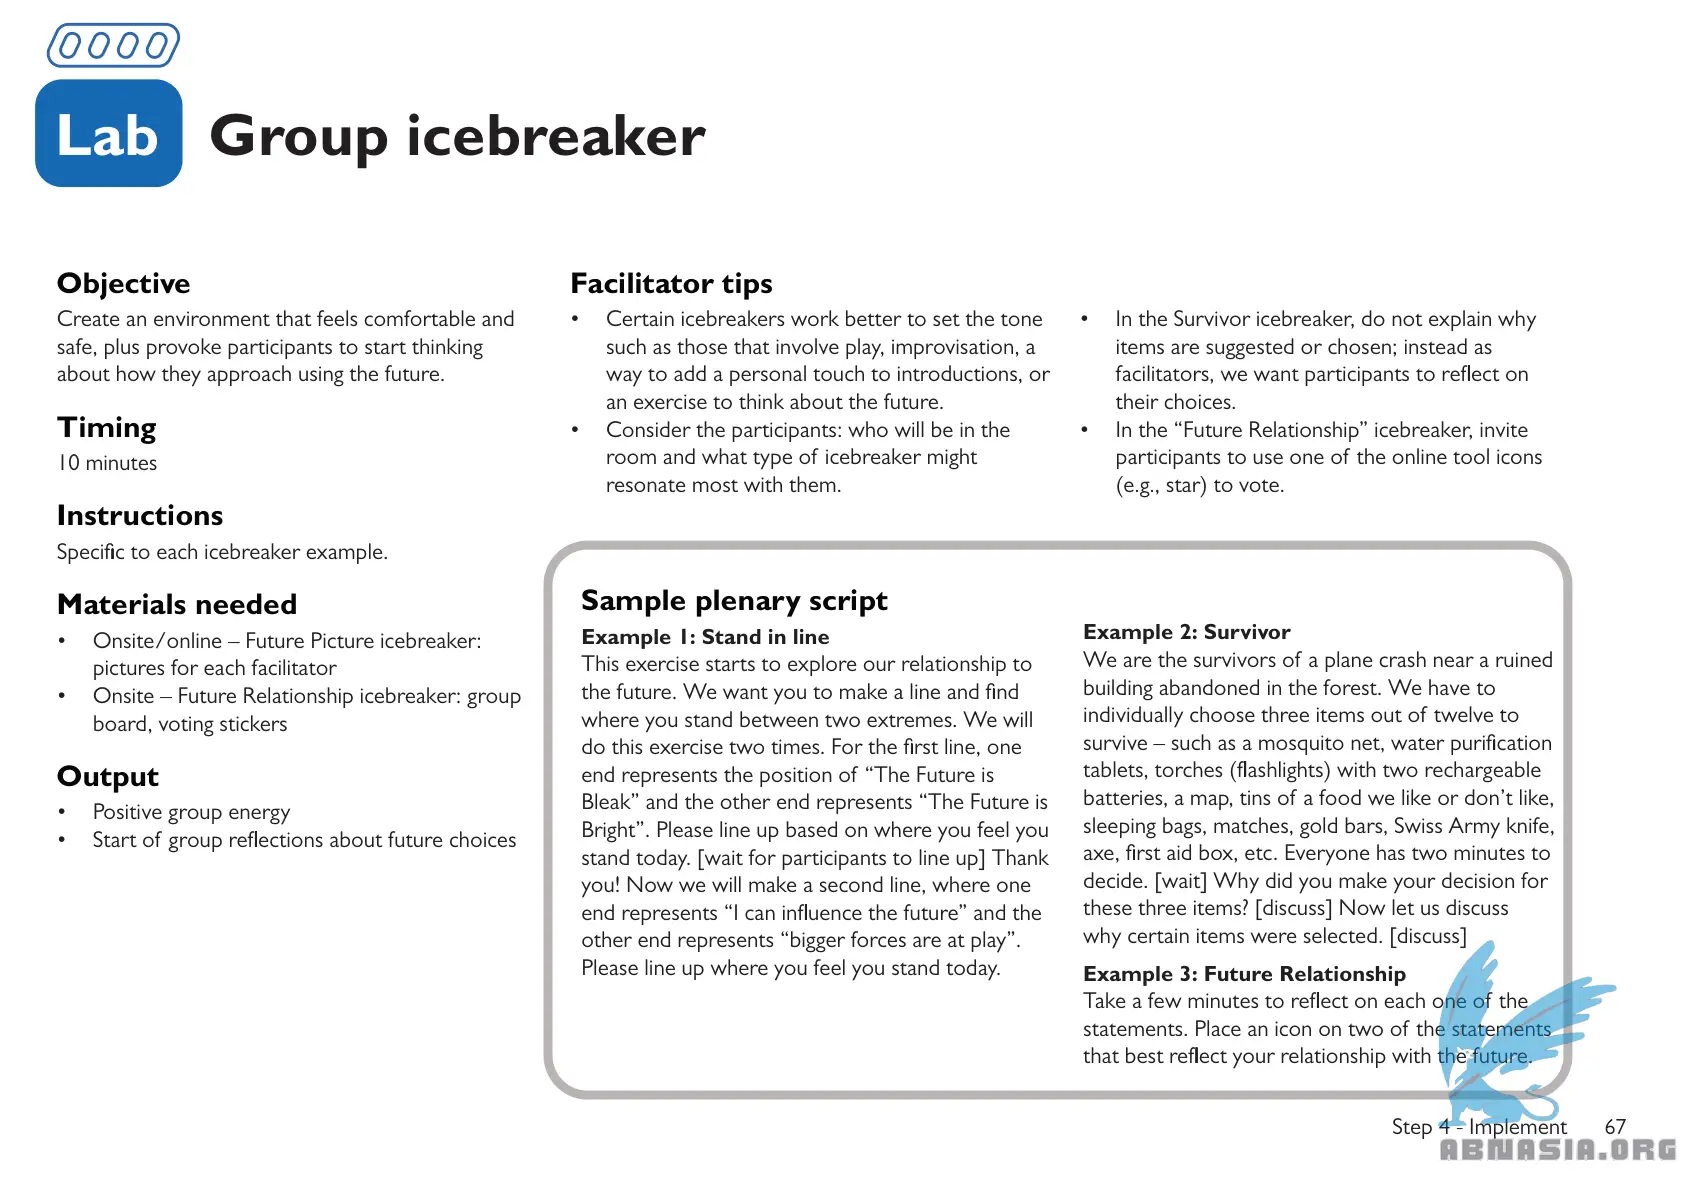 Lab
Group icebreaker
Objective
Create an environment that feels comfortable and
safe, plus provoke participants to start thinking
about how they approach using the future.
Timing
10 minutes
Instructions
Specific to each icebreaker example.
Materials needed
• Onsite/online – Future Picture icebreaker:
pictures for each facilitator
• Onsite – Future Relationship icebreaker: group
board, voting stickers
Output
• Positive group energy
• Start of group reflections about future choices
Facilitator tips
• Certain icebreakers work better to set the tone
such as those that involve play, improvisation, a
way to add a personal touch to introductions, or
an exercise to think about the future.
• Consider the participants: who will be in the
room and what type of icebreaker might
resonate most with them.
• In the Survivor icebreaker, do not explain why
items are suggested or chosen; instead as
facilitators, we want participants to reflect on
their choices.
• In the “Future Relationship” icebreaker, invite
participants to use one of the online tool icons
(e.g., star) to vote.
Sample plenary script
Example 1: Stand in line
This exercise starts to explore our relationship to
the future. We want you to make a line and find
where you stand between two extremes. We will
do this exercise two times. For the first line, one
end represents the position of “The Future is
Bleak” and the other end represents “The Future is
Bright”. Please line up based on where you feel you
stand today. [wait for participants to line up] Thank
you! Now we will make a second line, where one
end represents “I can influence the future” and the
other end represents “bigger forces are at play”.
Please line up where you feel you stand today.
Example 2: Survivor
We are the survivors of a plane crash near a ruined
building abandoned in the forest. We have to
individually choose three items out of twelve to
survive – such as a mosquito net, water purification
tablets, torches (flashlights) with two rechargeable
batteries, a map, tins of a food we like or don’t like,
sleeping bags, matches, gold bars, Swiss Army knife,
axe, first aid box, etc. Everyone has two minutes to
decide. [wait] Why did you make your decision for
these three items? [discuss] Now let us discuss
why certain items were selected. [discuss]
Example 3: Future Relationship
Take a few minutes to reflect on each one of the
statements. Place an icon on two of the statements
that best reflect your relationship with the future.
Step 4 - Implement 67
ABNASIA.ORG